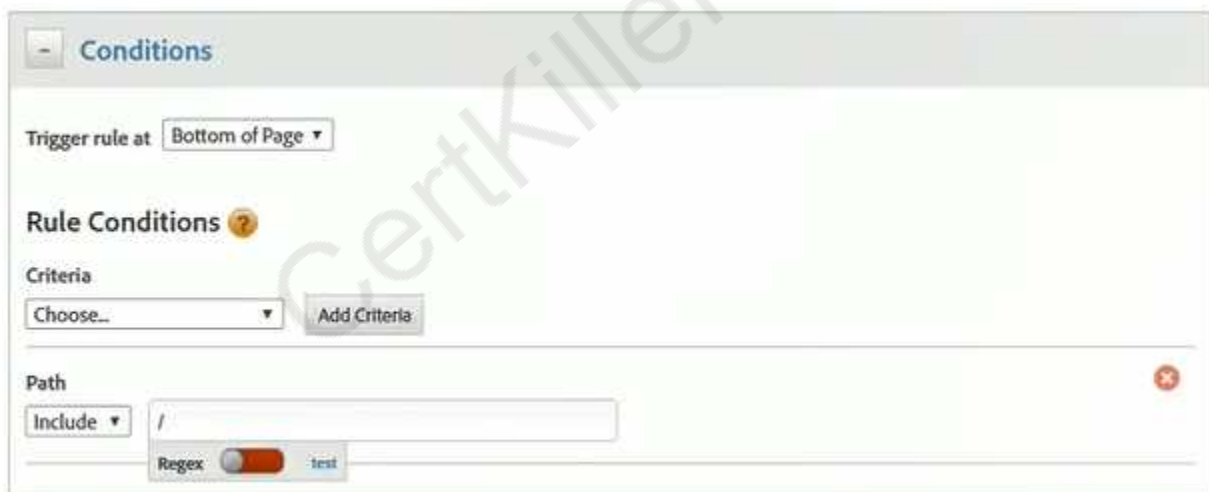 - Conditions
Trigger rule at Bottom of Page
Rule Conditions ?
Criteria
Choose... Add Criteria
Path
Include /
Regex test
CertKiller